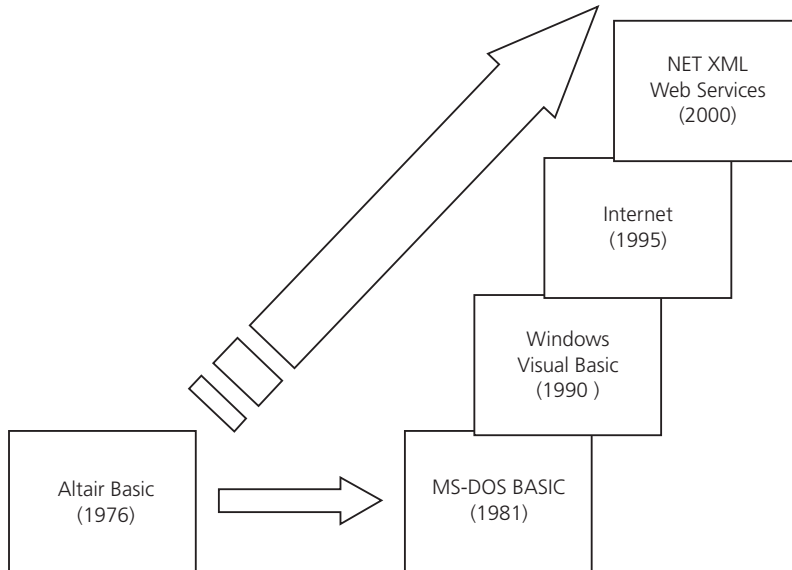 NET XML
Web Services
(2000)
Internet
(1995)
Windows
Visual Basic
(1990 )
Altair Basic
(1976)
MS-DOS BASIC
(1981)